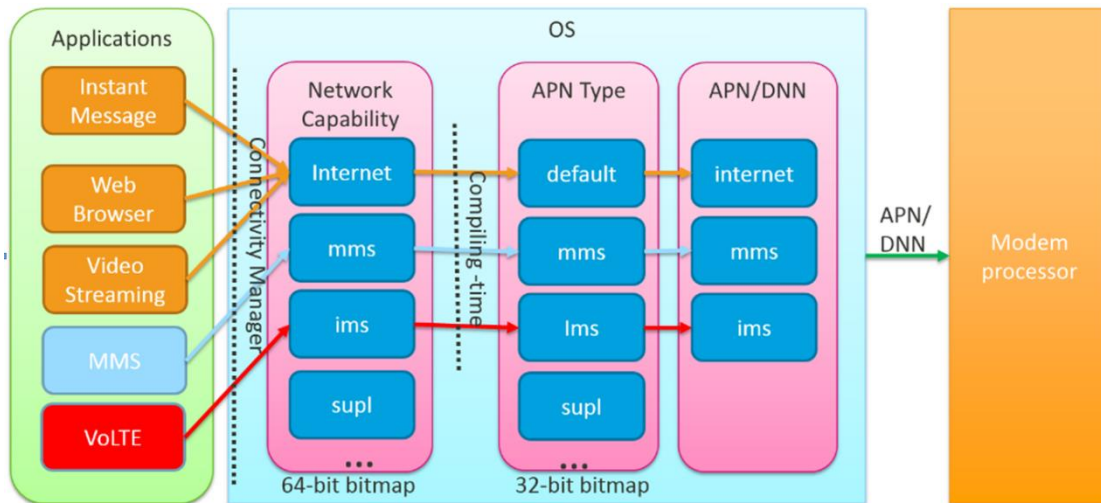 Applications
Instant
Message
Web
Browser
Video
Streaming
MMS
VoLTE
OS
Connectivity Manager
Network
Capability
Internet
mms
ims
supl
...
64-bit bitmap
Compiling -time
APN Type
default
mms
Ims
supl
...
32-bit bitmap
APN/DNN
internet
mms
ims
APN/
DNN
Modem
processor